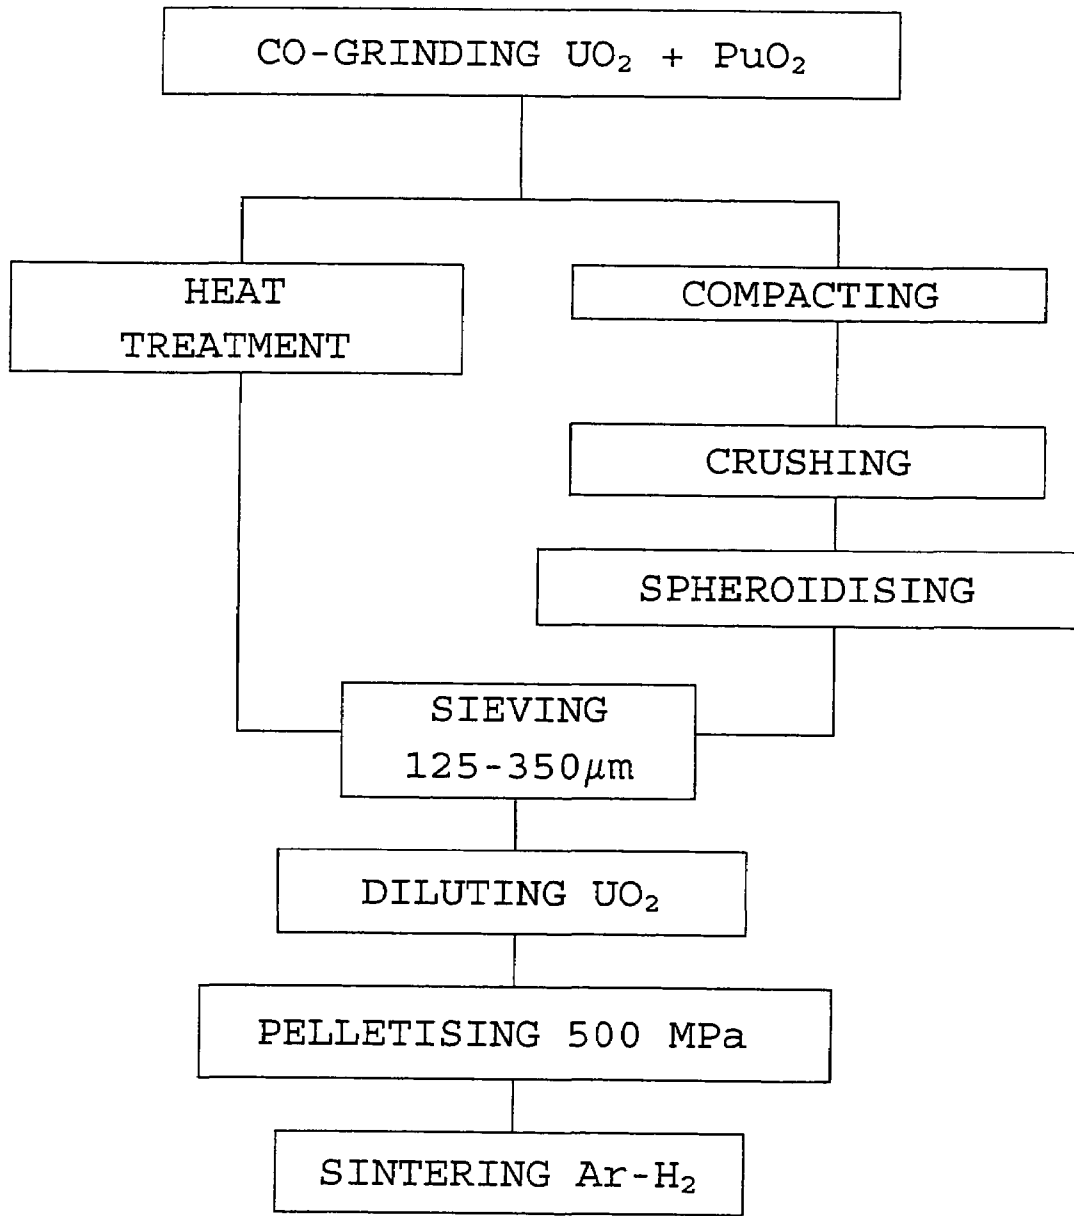 CO-GRINDING UO₂ + PuO₂
HEAT
TREATMENT
COMPACTING
CRUSHING
SPHEROIDISING
SIEVING
125-350μm
DILUTING UO₂
PELLETISING 500 MPa
SINTERING Ar-H₂